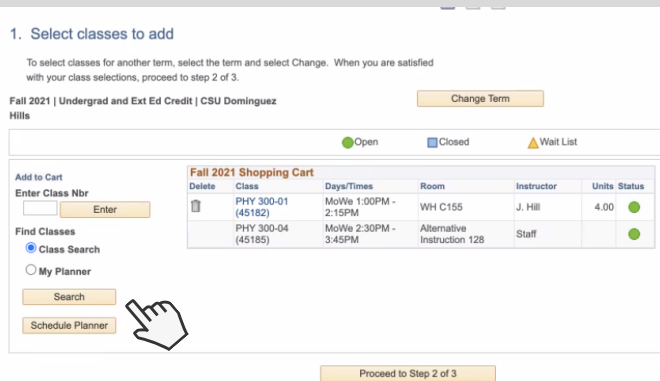 1. Select classes to add
To select classes for another term, select the term and select Change. When you are satisfied
with your class selections, proceed to step 2 of 3.
Fall 2021 | Undergrad and Ext Ed Credit | CSU Dominguez
Hills
Change Term
Open Closed Wait List
Add to Cart
Enter Class Nbr
Enter
Find Classes
Class Search
My Planner
Search
Schedule Planner
Fall 2021 Shopping Cart
Delete Class Days/Times Room Instructor Units Status
PHY 300-01 MoWe 1:00PM - WH C155 J. Hill 4.00
(45182) 2:15PM
PHY 300-04 MoWe 2:30PM - Alternative Staff
(45185) 3:45PM Instruction 128
Proceed to Step 2 of 3